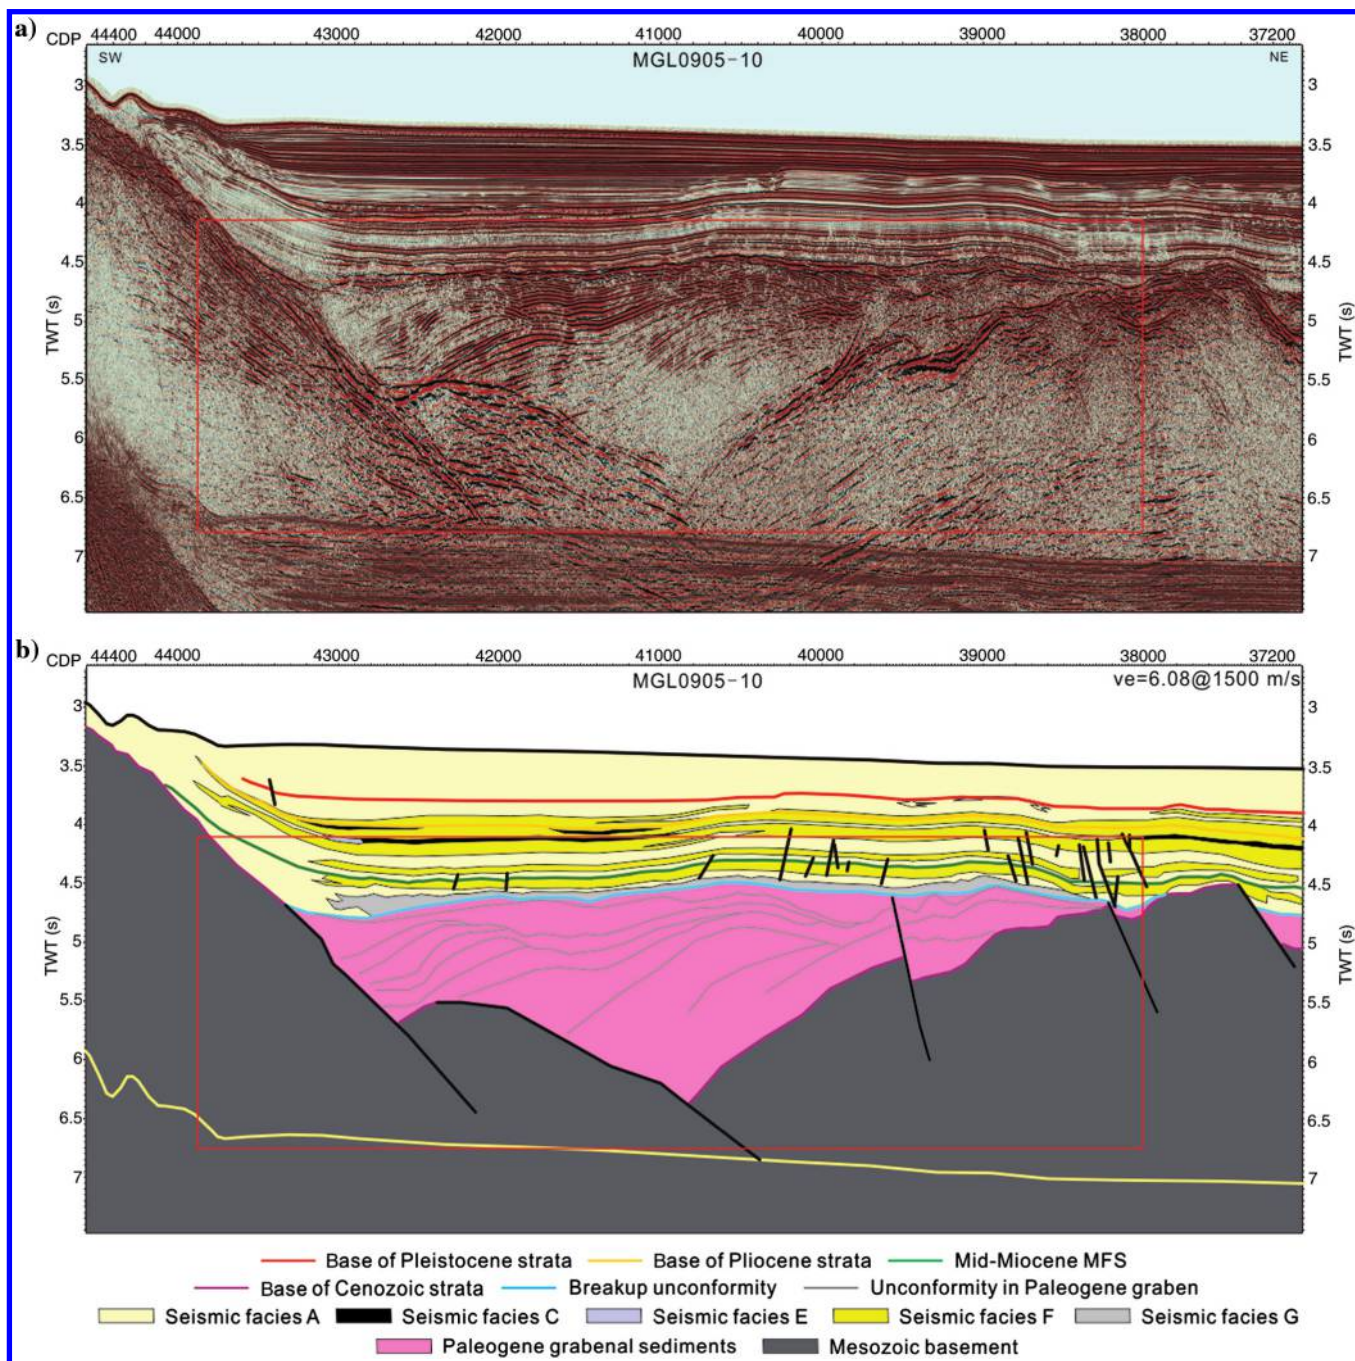 a)
CDP 44400 44000 43000 42000 41000 40000 39000 38000 37200
SW MGL0905-10 NE
3 3
3.5 3.5
4 4
4.5 4.5
TWT (s) 5 5 TWT (s)
5.5 5.5
6 6
6.5 6.5
7 7
b)
CDP 44400 44000 43000 42000 41000 40000 39000 38000 37200
MGL0905-10 ve=6.08@1500 m/s
3 3
3.5 3.5
4 4
4.5 4.5
TWT (s) 5 5 TWT (s)
5.5 5.5
6 6
6.5 6.5
7 7
Base of Pleistocene strata Base of Pliocene strata Mid-Miocene MFS
Base of Cenozoic strata Breakup unconformity Unconformity in Paleogene graben
Seismic facies A Seismic facies C Seismic facies E Seismic facies F Seismic facies G
Paleogene grabenal sediments Mesozoic basement